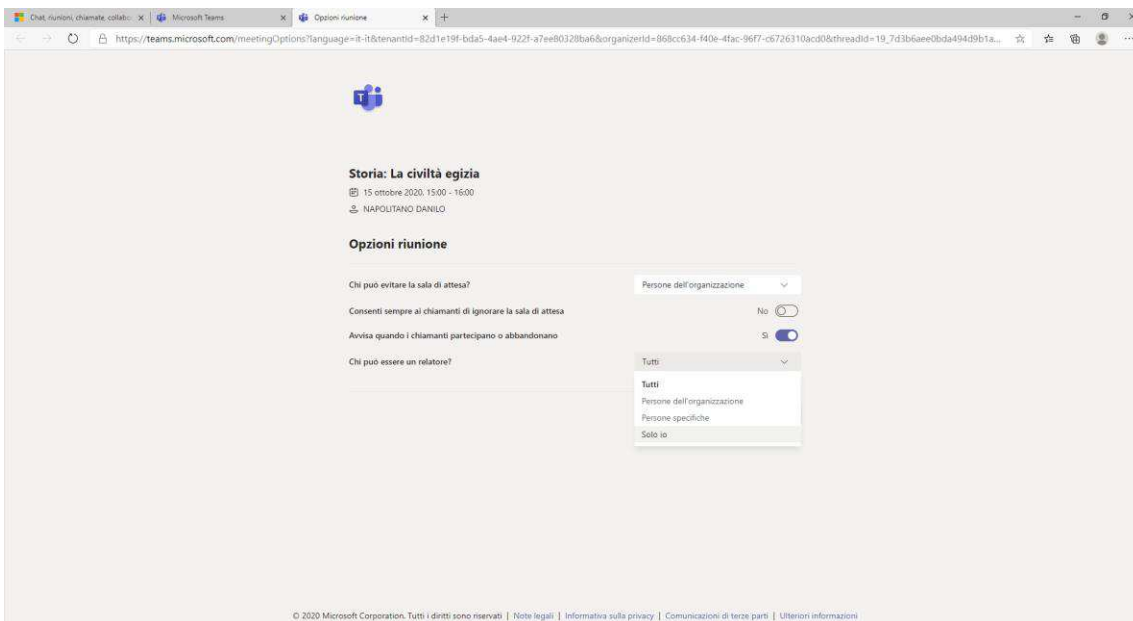 Chat, riunioni, chiamate, collabo
Microsoft Teams
Opzioni riunione
https://teams.microsoft.com/meetingOptions?language=it-it&tenantId=82d1e19f-bda5-4ae4-922f-a7ee80328ba6&organizerId=868cc634-f40e-4fac-96f7-c6726310acd0&threadId=19_7d3b6aee0bda494d9b1a...
T
Storia: La civiltà egizia
15 ottobre 2020, 15:00 - 16:00
NAPOLITANO DANILO
Opzioni riunione
Chi può evitare la sala di attesa? Persone dell'organizzazione
Consenti sempre ai chiamanti di ignorare la sala di attesa No
Avvisa quando i chiamanti partecipano o abbandonano Sì
Chi può essere un relatore? Tutti
Tutti
Persone dell'organizzazione
Persone specifiche
Solo io
© 2020 Microsoft Corporation. Tutti i diritti sono riservati | Note legali | Informativa sulla privacy | Comunicazioni di terze parti | Ulteriori informazioni